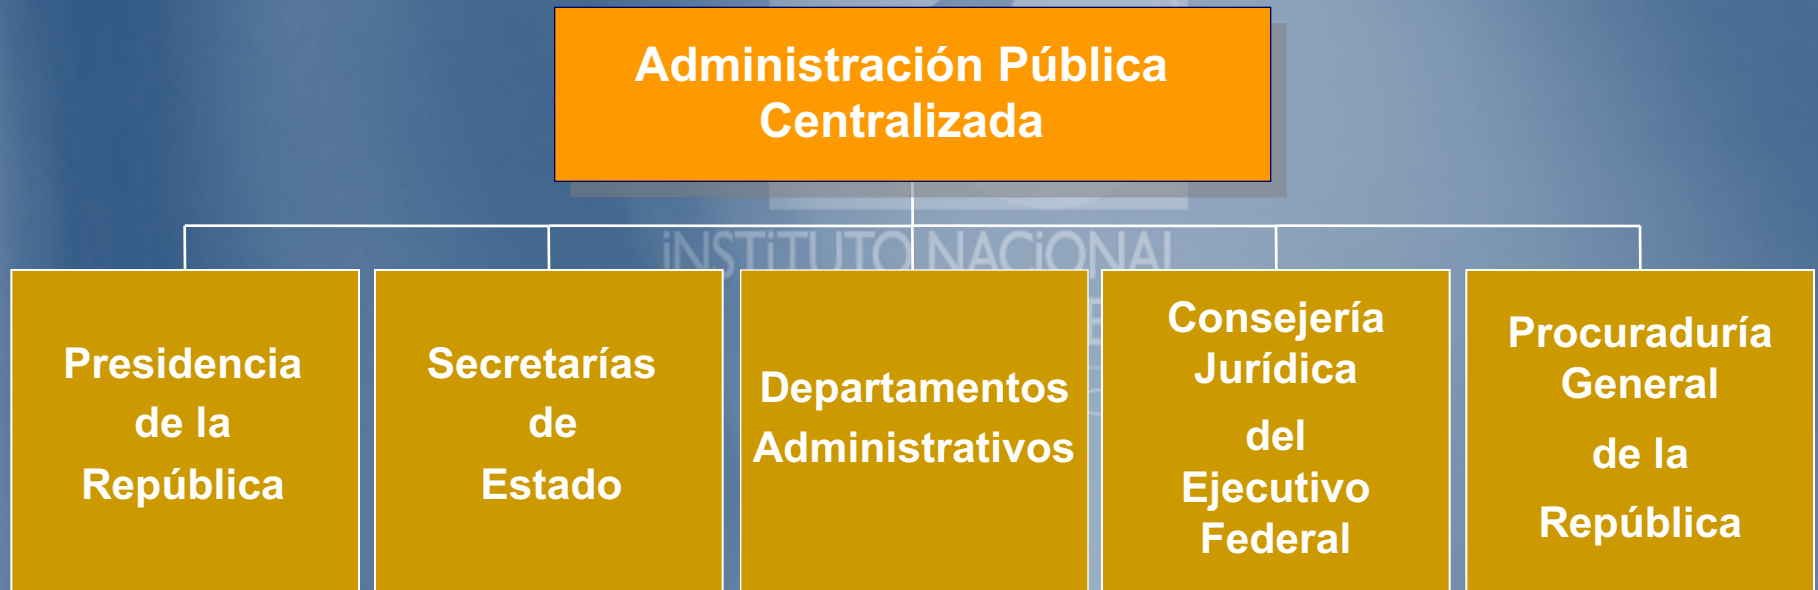 Administración Pública
Centralizada
iNSTiTUTO NACiONAL
Presidencia
de la
República
Secretarías
de
Estado
Departamentos
Administrativos
Consejería
Jurídica
del
Ejecutivo
Federal
Procuraduría
General
de la
República